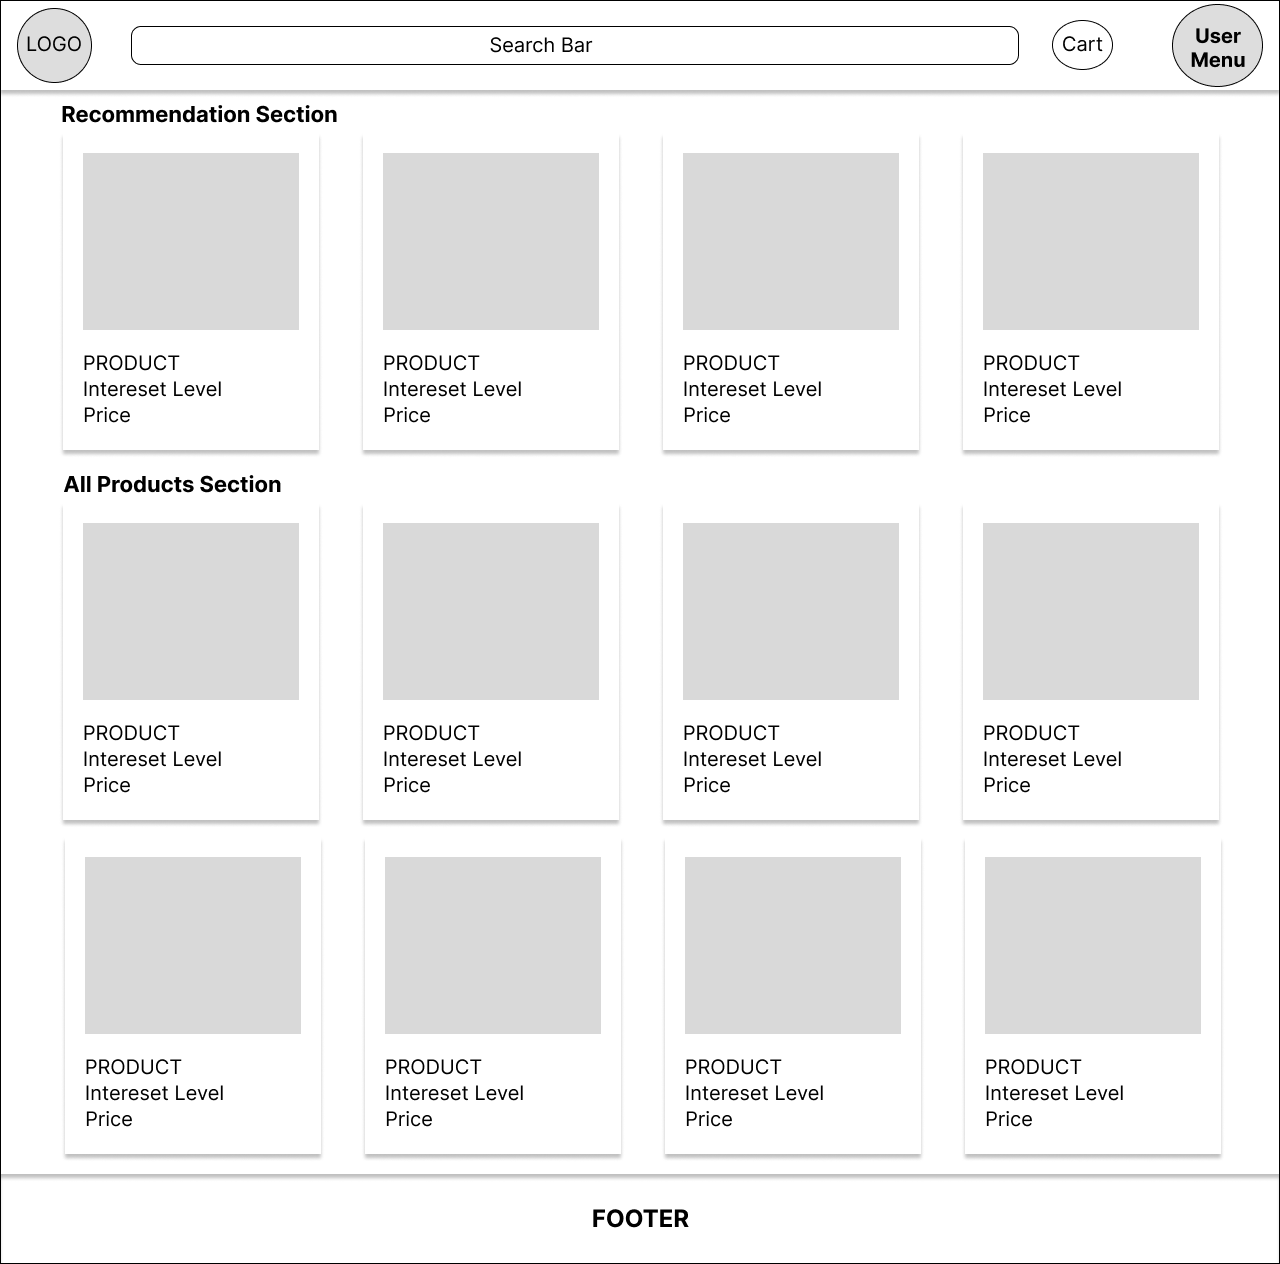 LOGO
Search Bar
Cart
User
Menu
Recommendation Section
PRODUCT
Intereset Level
Price
PRODUCT
Intereset Level
Price
PRODUCT
Intereset Level
Price
PRODUCT
Intereset Level
Price
All Products Section
PRODUCT
Intereset Level
Price
PRODUCT
Intereset Level
Price
PRODUCT
Intereset Level
Price
PRODUCT
Intereset Level
Price
PRODUCT
Intereset Level
Price
PRODUCT
Intereset Level
Price
PRODUCT
Intereset Level
Price
PRODUCT
Intereset Level
Price
FOOTER